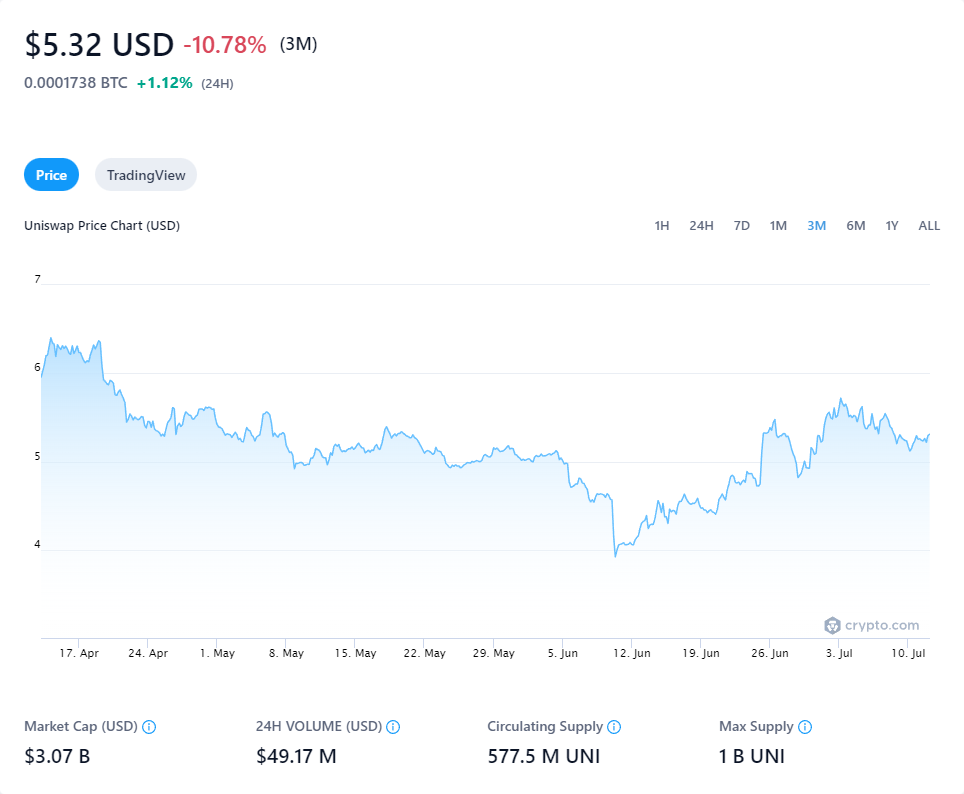 $5.32 USD -10.78% (3M)
0.0001738 BTC +1.12% (24H)
Price TradingView
Uniswap Price Chart (USD) 1H 24H 7D 1M 3M 6M 1Y ALL
7
6
5
4
crypto.com
17. Apr 24. Apr 1. May 8. May 15. May 22. May 29. May 5. Jun 12. Jun 19. Jun 26. Jun 3. Jul 10. Jul
Market Cap (USD) 24H VOLUME (USD) Circulating Supply Max Supply
$3.07 B $49.17 M 577.5 M UNI 1 B UNI